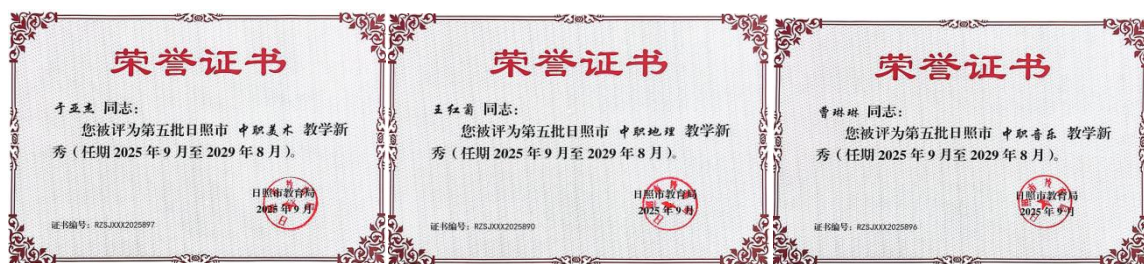 荣誉证书
于亚杰 同志：
您被评为第五批日照市 中职美术 教学新
秀（任期 2025 年 9 月至 2029 年 8 月）。
日照市教育局
2025 年 9 月
证书编号：RZSJXXX2025897
荣誉证书
王红菊 同志：
您被评为第五批日照市 中职地理 教学新
秀（任期 2025 年 9 月至 2029 年 8 月）。
日照市教育局
2025 年 9 月
证书编号：RZSJXXX2025890
荣誉证书
曹琳琳 同志：
您被评为第五批日照市 中职音乐 教学新
秀（任期 2025 年 9 月至 2029 年 8 月）。
日照市教育局
2025 年 9 月
证书编号：RZSJXXX2025896